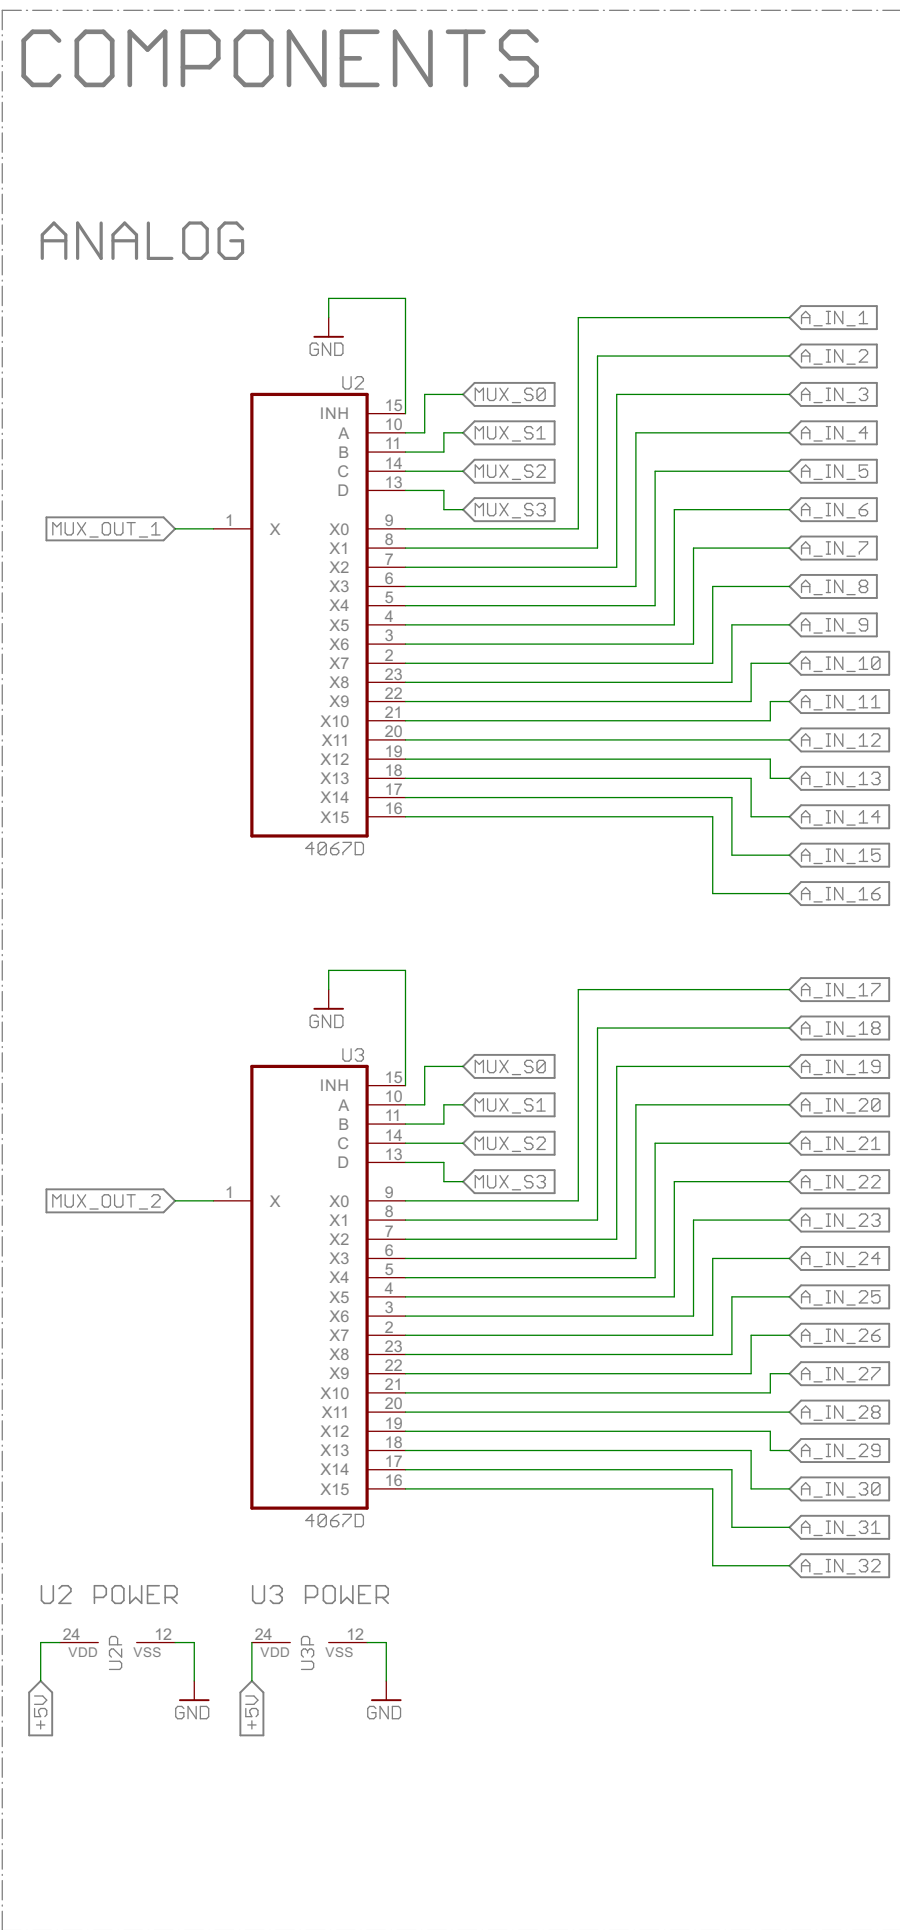 COMPONENTS
ANALOG
GND
U2
INH 15
A 10
B 11
C 14
D 13
MUX_S0
MUX_S1
MUX_S2
MUX_S3
MUX_OUT_1 1 X
X0 9
X1 8
X2 7
X3 6
X4 5
X5 4
X6 3
X7 2
X8 23
X9 22
X10 21
X11 20
X12 19
X13 18
X14 17
X15 16
4067D
A_IN_1
A_IN_2
A_IN_3
A_IN_4
A_IN_5
A_IN_6
A_IN_7
A_IN_8
A_IN_9
A_IN_10
A_IN_11
A_IN_12
A_IN_13
A_IN_14
A_IN_15
A_IN_16
GND
U3
INH 15
A 10
B 11
C 14
D 13
MUX_S0
MUX_S1
MUX_S2
MUX_S3
MUX_OUT_2 1 X
X0 9
X1 8
X2 7
X3 6
X4 5
X5 4
X6 3
X7 2
X8 23
X9 22
X10 21
X11 20
X12 19
X13 18
X14 17
X15 16
4067D
A_IN_17
A_IN_18
A_IN_19
A_IN_20
A_IN_21
A_IN_22
A_IN_23
A_IN_24
A_IN_25
A_IN_26
A_IN_27
A_IN_28
A_IN_29
A_IN_30
A_IN_31
A_IN_32
U2 POWER
24 12
VDD U2P VSS
+5V
GND
U3 POWER
24 12
VDD U3P VSS
+5V
GND